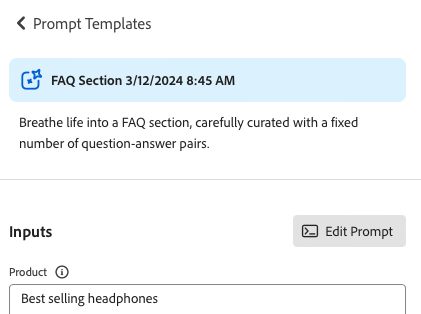 Prompt Templates
FAQ Section 3/12/2024 8:45 AM
Breathe life into a FAQ section, carefully curated with a fixed
number of question-answer pairs.
Inputs
Edit Prompt
Product
Best selling headphones